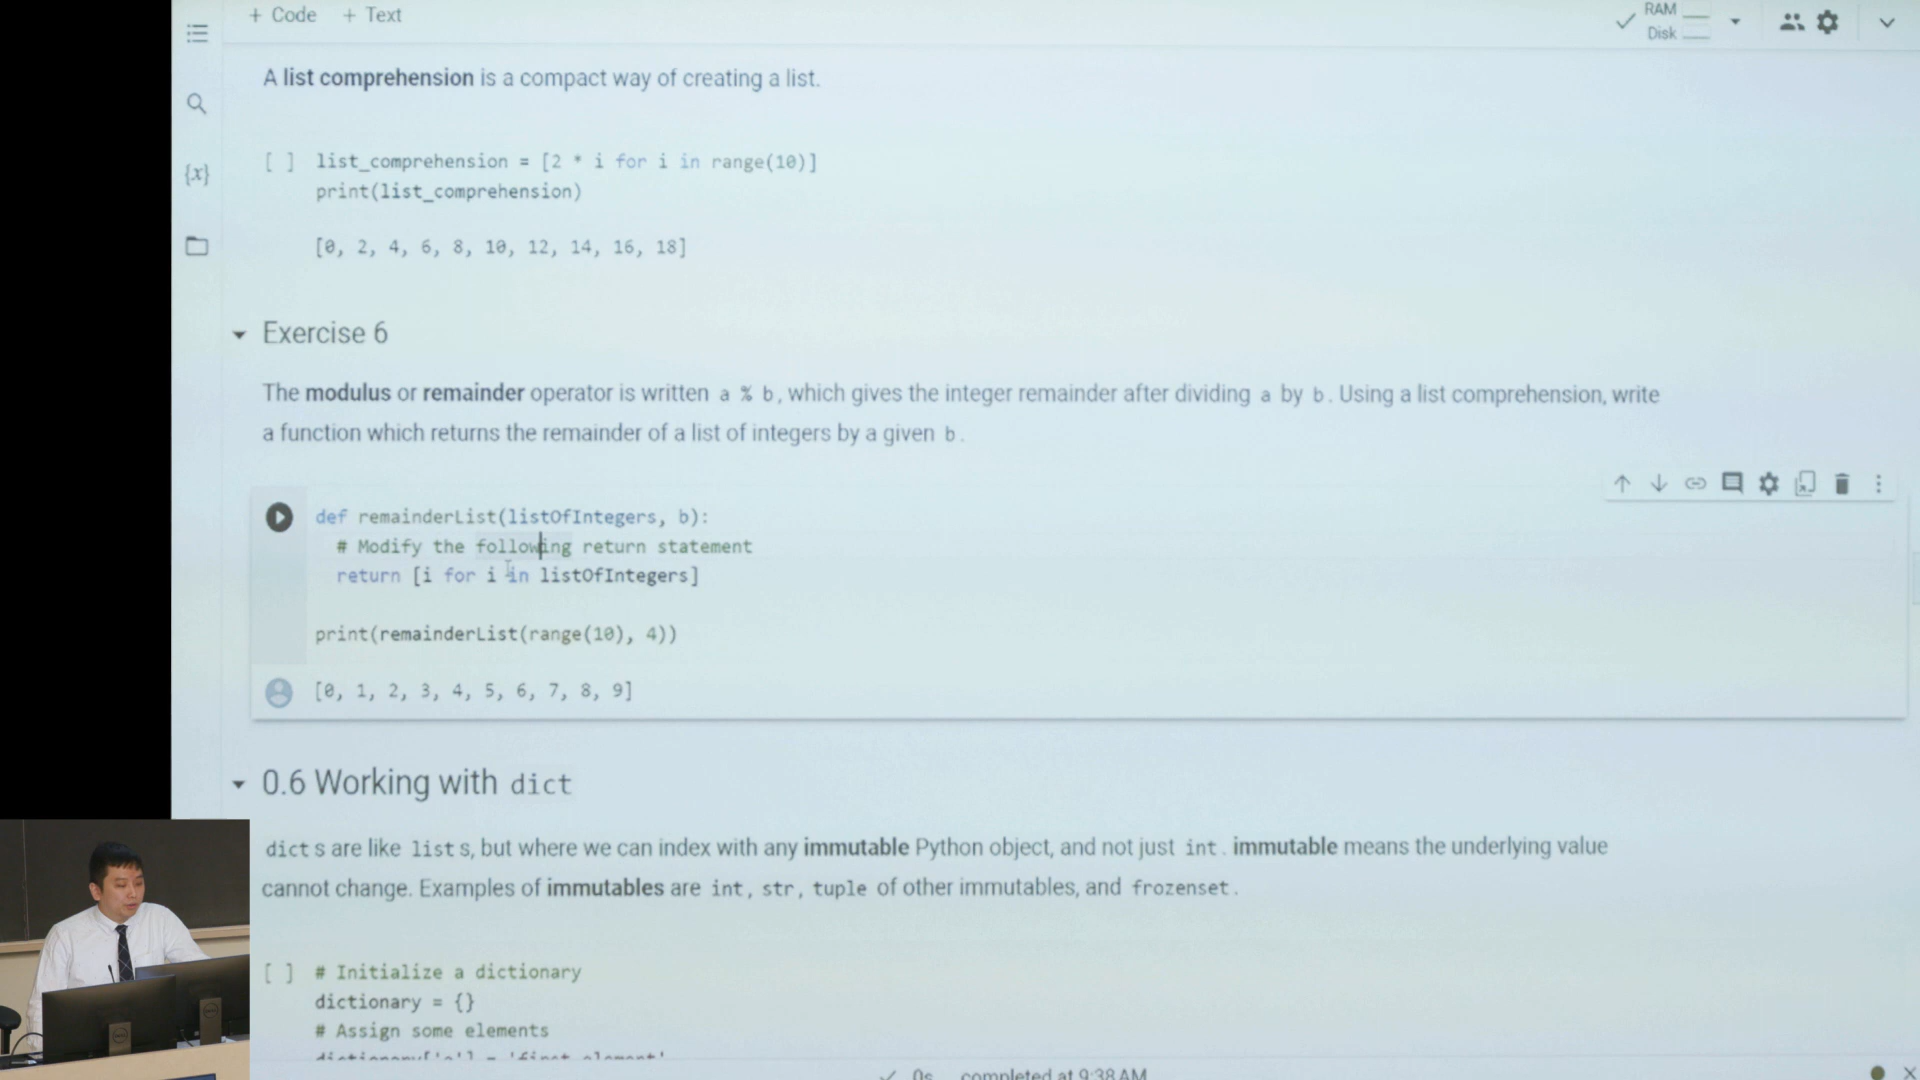 + Code + Text
RAM
Disk
A list comprehension is a compact way of creating a list.
{x}
[ ] list_comprehension = [2 * i for i in range(10)]
print(list_comprehension)
[0, 2, 4, 6, 8, 10, 12, 14, 16, 18]
Exercise 6
The modulus or remainder operator is written a % b, which gives the integer remainder after dividing a by b. Using a list comprehension, write
a function which returns the remainder of a list of integers by a given b.
def remainderList(listOfIntegers, b):
# Modify the following return statement
return [i for i in listOfIntegers]
print(remainderList(range(10), 4))
[0, 1, 2, 3, 4, 5, 6, 7, 8, 9]
0.6 Working with dict
dicts are like lists, but where we can index with any immutable Python object, and not just int. immutable means the underlying value
cannot change. Examples of immutables are int, str, tuple of other immutables, and frozenset.
[ ] # Initialize a dictionary
dictionary = {}
# Assign some elements
dictionary['a'] = 'first element'
0s completed at 9:38 AM